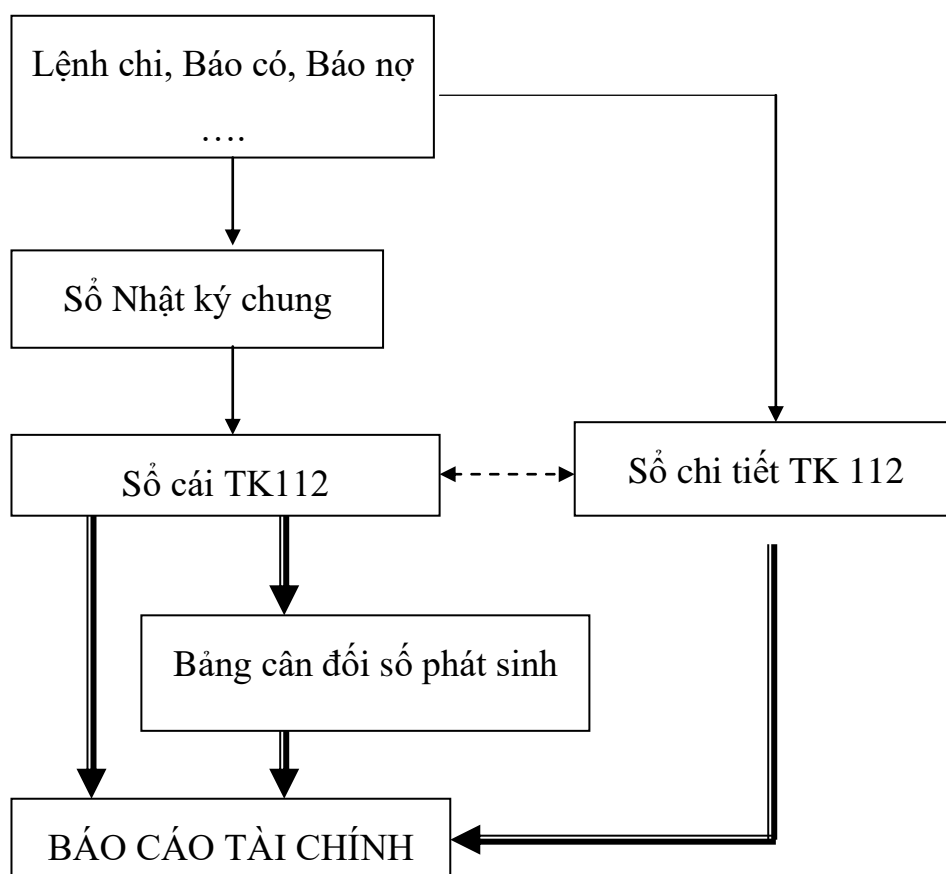 Lệnh chi, Báo có, Báo nợ
….
Sổ Nhật ký chung
Sổ cái TK112
Sổ chi tiết TK 112
Bảng cân đối số phát sinh
BÁO CÁO TÀI CHÍNH